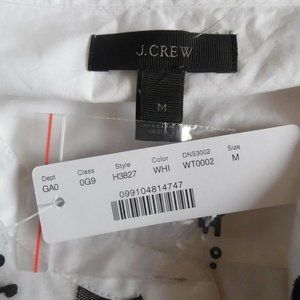 J.CREW
M
Dept Class Style Color DNS3002 Size
GA0 0G9 H3827 WHI WT0002 M
099104814747